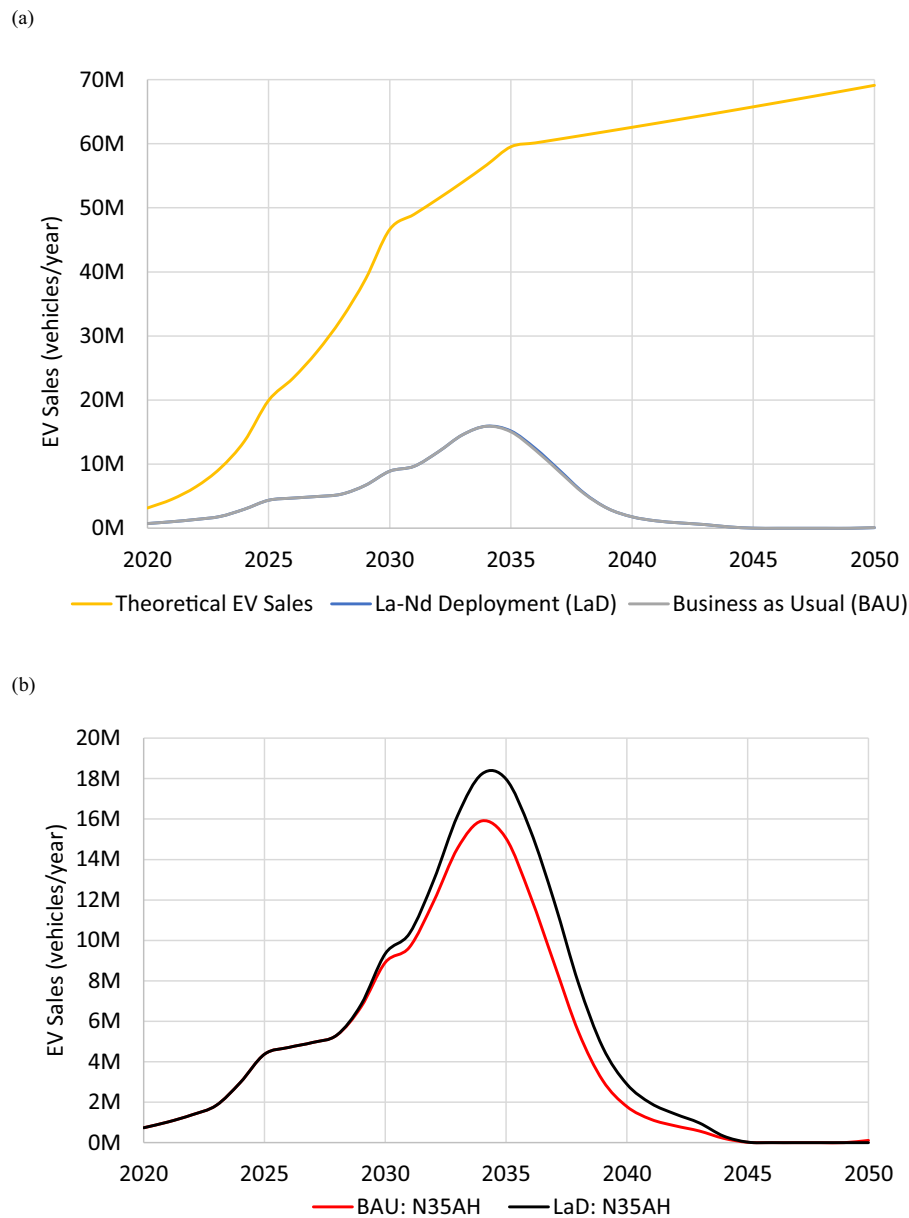 (a)
70M
60M
50M
40M
30M
20M
10M
0M
EV Sales (vehicles/year)
2020 2025 2030 2035 2040 2045 2050
Theoretical EV Sales La-Nd Deployment (LaD) Business as Usual (BAU)
(b)
20M
18M
16M
14M
12M
10M
8M
6M
4M
2M
0M
EV Sales (vehicles/year)
2020 2025 2030 2035 2040 2045 2050
BAU: N35AH LaD: N35AH